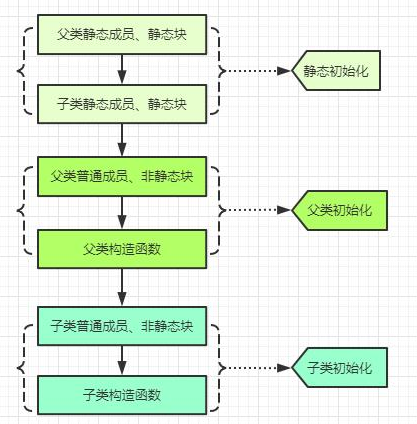 父类静态成员、静态块
静态初始化
子类静态成员、静态块
父类普通成员、非静态块
父类初始化
父类构造函数
子类普通成员、非静态块
子类初始化
子类构造函数